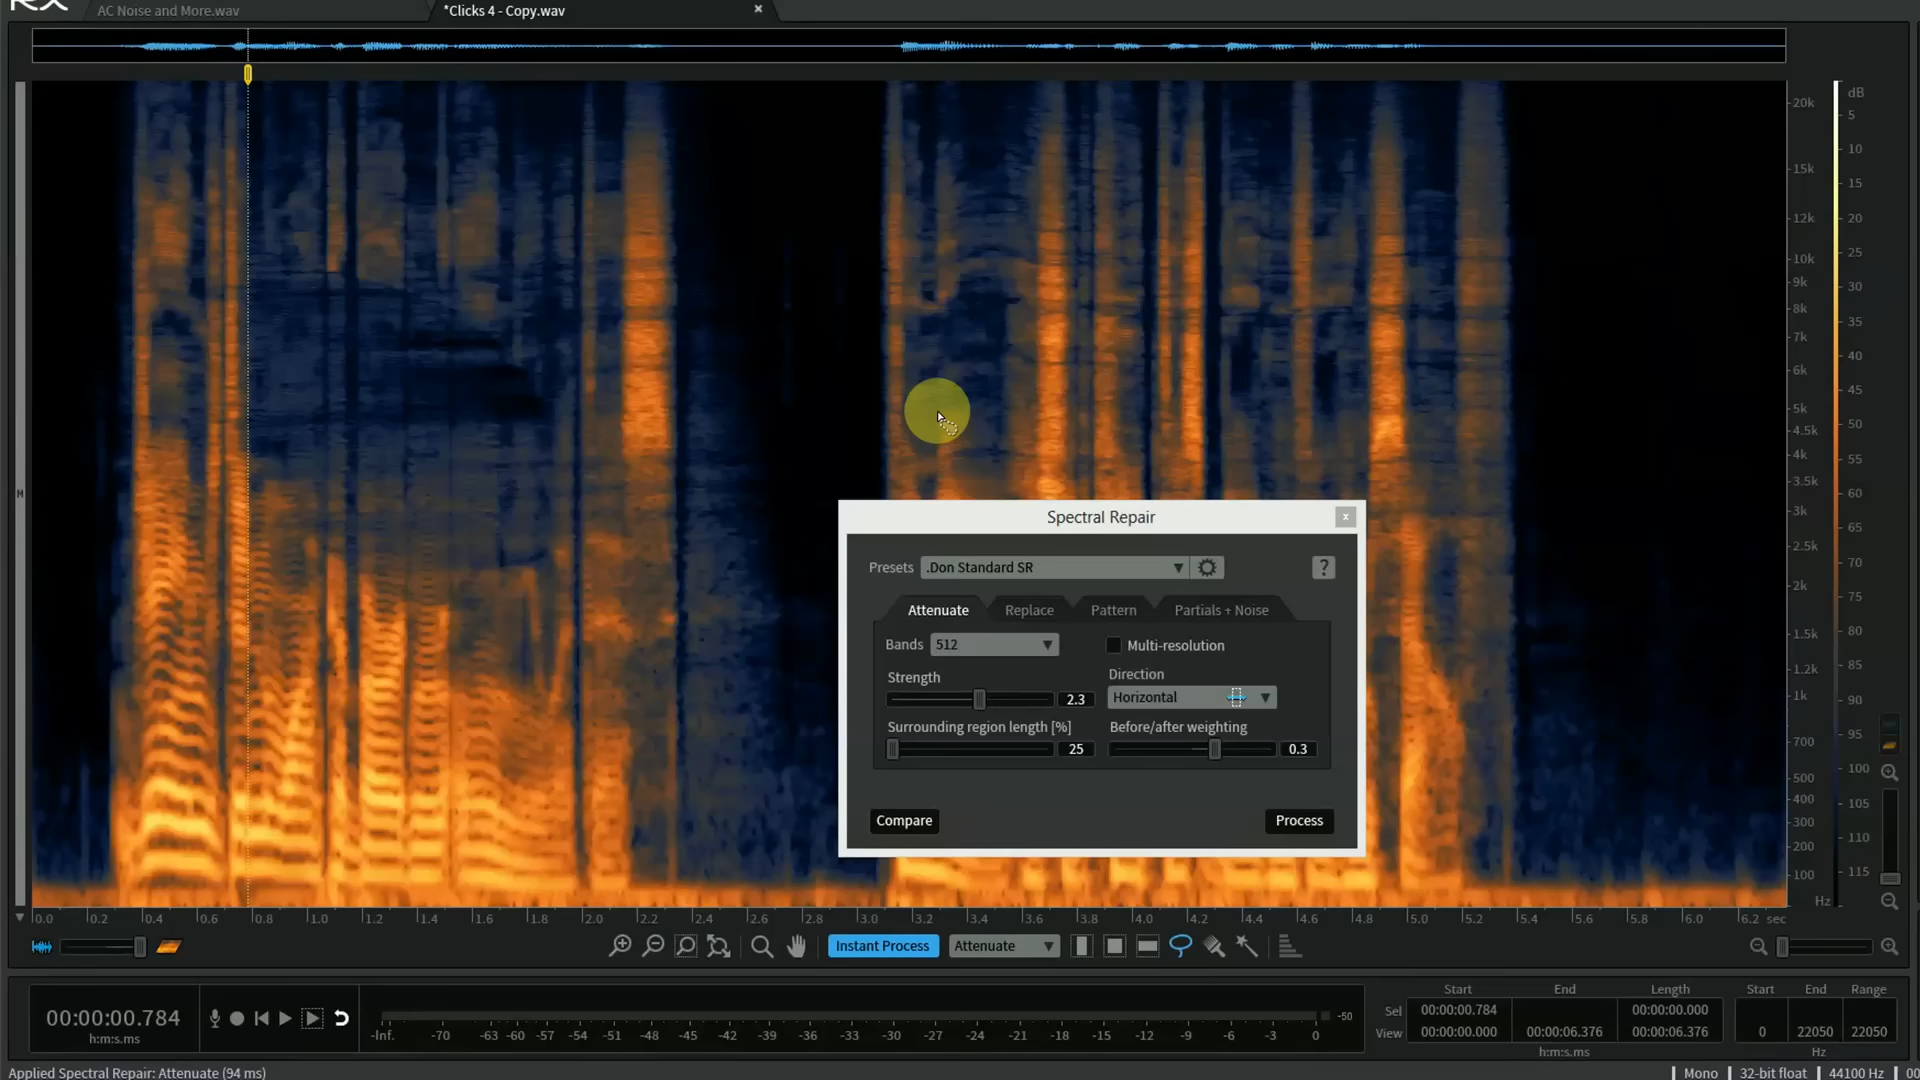 RX
AC Noise and More.wav
*Clicks 4 - Copy.wav
x
dB
20k
15k
12k
10k
9k
8k
7k
6k
5k
4.5k
4k
3.5k
3k
2.5k
2k
1.5k
1.2k
1k
700
500
400
300
200
100
Hz
5
10
15
20
25
30
35
40
45
50
55
60
65
70
75
80
85
90
95
100
105
110
115
M
Spectral Repair
x
Presets .Don Standard SR ?
Attenuate Replace Pattern Partials + Noise
Bands 512 Multi-resolution
Strength Direction
2.3 Horizontal
Surrounding region length [%] Before/after weighting
25 0.3
Compare Process
0.0 0.2 0.4 0.6 0.8 1.0 1.2 1.4 1.6 1.8 2.0 2.2 2.4 2.6 2.8 3.0 3.2 3.4 3.6 3.8 4.0 4.2 4.4 4.6 4.8 5.0 5.2 5.4 5.6 5.8 6.0 6.2 sec
Instant Process Attenuate
00:00:00.784
h:m:s.ms
-Inf. -70 -63 -60 -57 -54 -51 -48 -45 -42 -39 -36 -33 -30 -27 -24 -21 -18 -15 -12 -9 -6 -3 0
-50
Start End Length Start End Range
Sel 00:00:00.784 00:00:00.000
View 00:00:00.000 00:00:06.376 00:00:06.376 0 22050 22050
h:m:s.ms Hz
Applied Spectral Repair: Attenuate (94 ms)
Mono | 32-bit float | 44100 Hz | 00